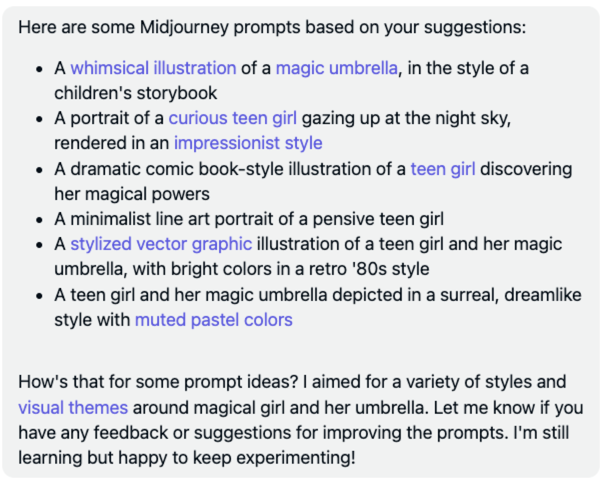 Here are some Midjourney prompts based on your suggestions:
• A whimsical illustration of a magic umbrella, in the style of a
children's storybook
• A portrait of a curious teen girl gazing up at the night sky,
rendered in an impressionist style
• A dramatic comic book-style illustration of a teen girl discovering
her magical powers
• A minimalist line art portrait of a pensive teen girl
• A stylized vector graphic illustration of a teen girl and her magic
umbrella, with bright colors in a retro '80s style
• A teen girl and her magic umbrella depicted in a surreal, dreamlike
style with muted pastel colors
How's that for some prompt ideas? I aimed for a variety of styles and
visual themes around magical girl and her umbrella. Let me know if you
have any feedback or suggestions for improving the prompts. I'm still
learning but happy to keep experimenting!